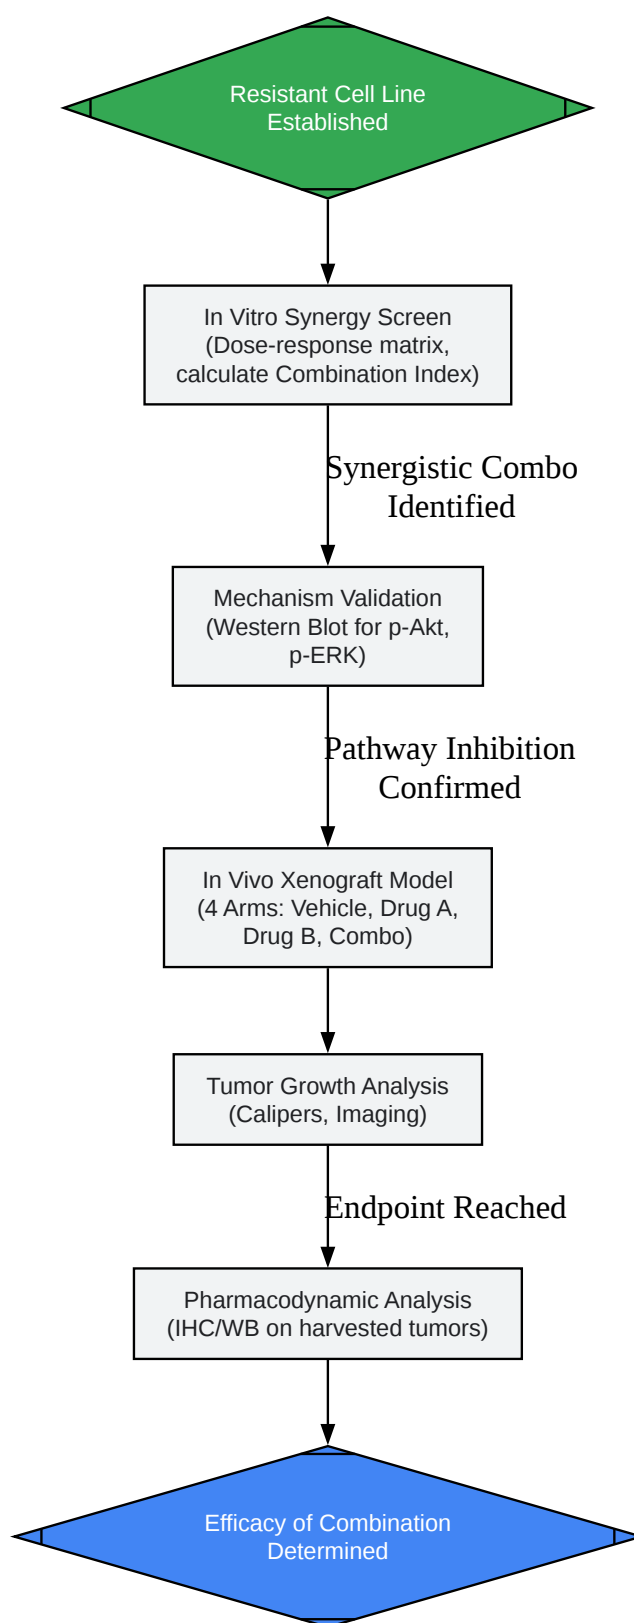 Resistant Cell Line
Established
In Vitro Synergy Screen
(Dose-response matrix,
calculate Combination Index)
Synergistic Combo
Identified
Mechanism Validation
(Western Blot for p-Akt,
p-ERK)
Pathway Inhibition
Confirmed
In Vivo Xenograft Model
(4 Arms: Vehicle, Drug A,
Drug B, Combo)
Tumor Growth Analysis
(Calipers, Imaging)
Endpoint Reached
Pharmacodynamic Analysis
(IHC/WB on harvested tumors)
Efficacy of Combination
Determined